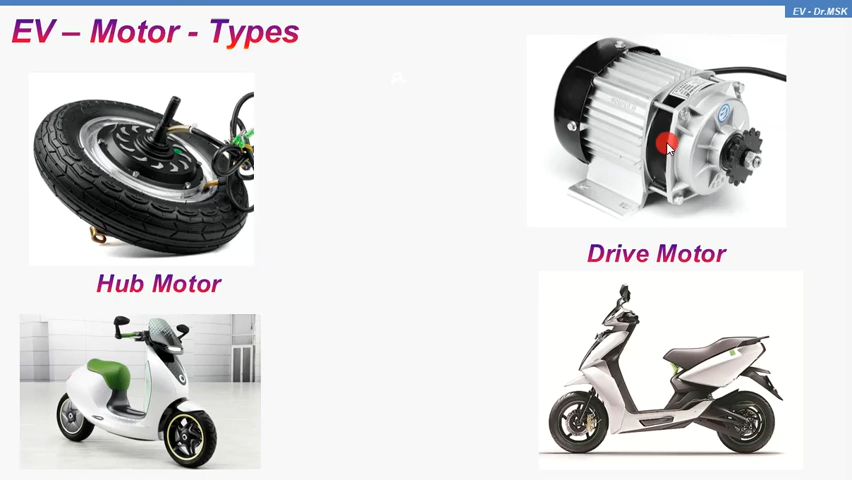 EV - Dr.MSK
EV – Motor - Types
Hub Motor
Drive Motor